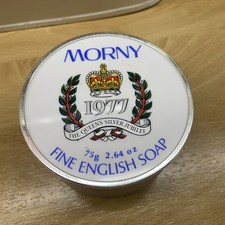 MORNY
1977
THE QUEEN'S SILVER JUBILEE
75g 2.64 oz
FINE ENGLISH SOAP